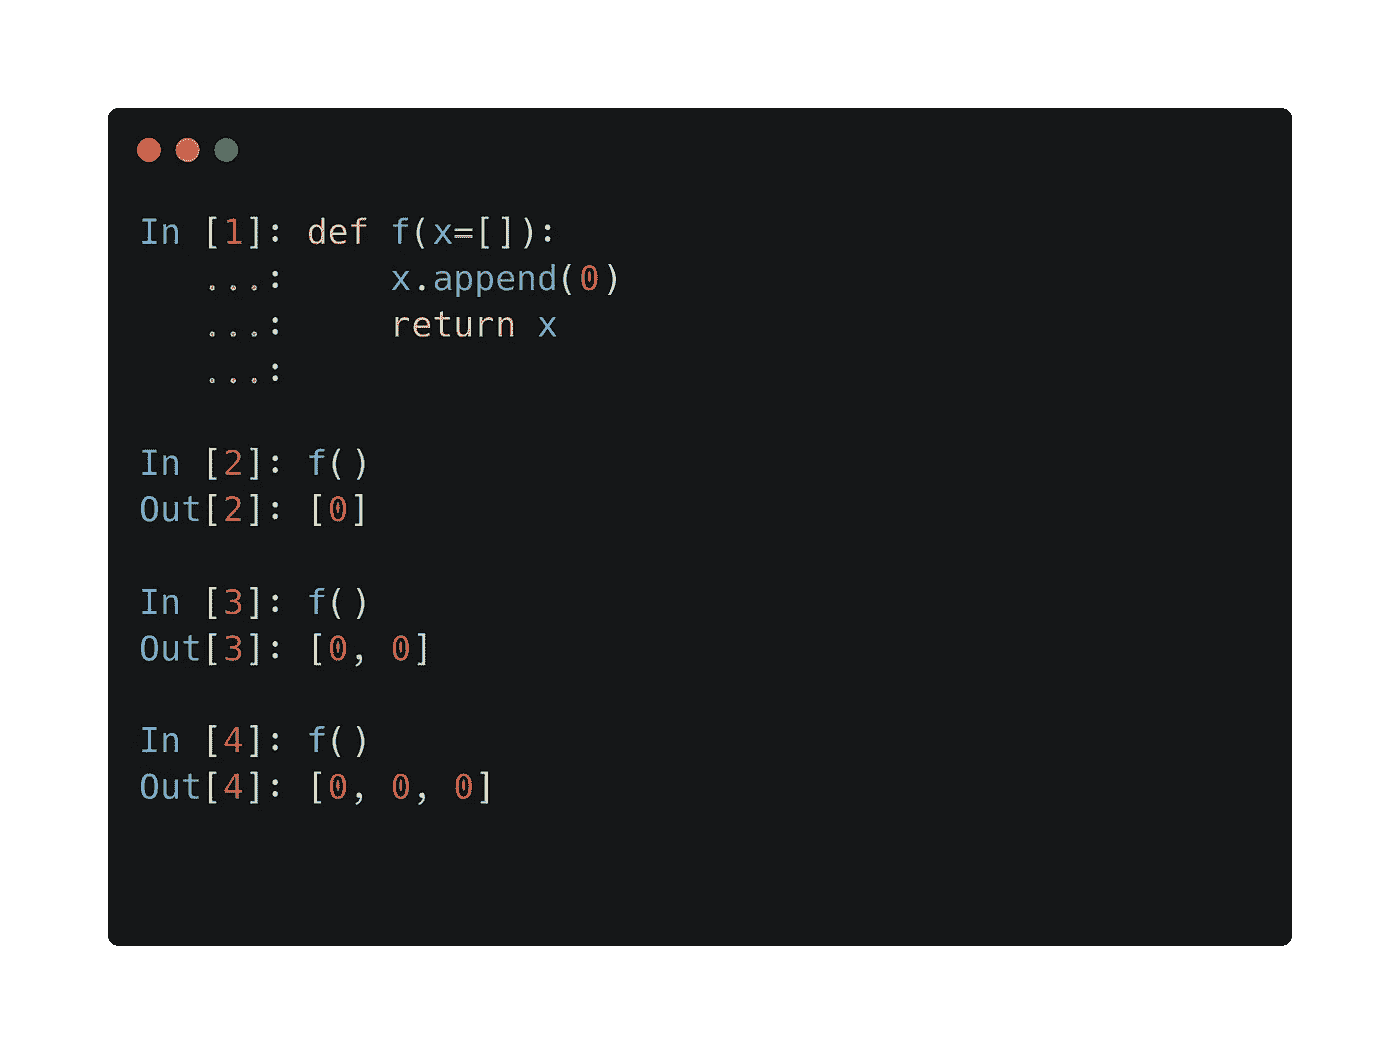 In [1]: def f(x=[]):
   ...:     x.append(0)
   ...:     return x
   ...:
In [2]: f()
Out[2]: [0]
In [3]: f()
Out[3]: [0, 0]
In [4]: f()
Out[4]: [0, 0, 0]